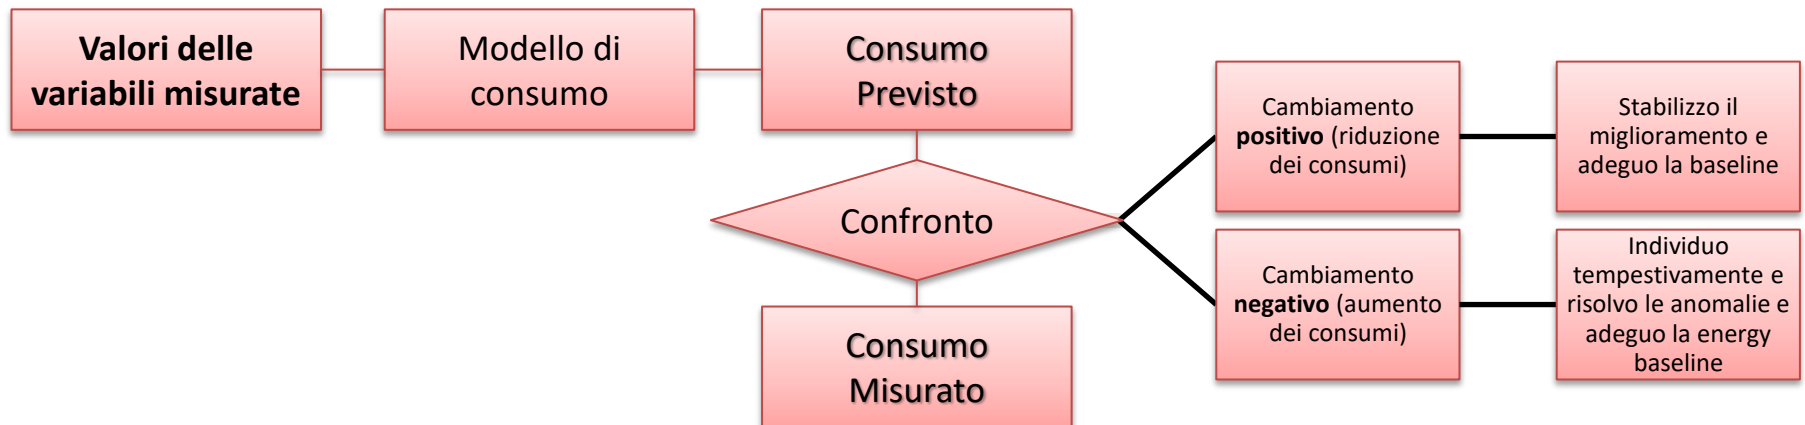 Valori delle
variabili misurate
Modello di
consumo
Consumo
Previsto
Confronto
Consumo
Misurato
Cambiamento
positivo (riduzione
dei consumi)
Stabilizzo il
miglioramento e
adeguo la baseline
Cambiamento
negativo (aumento
dei consumi)
Individuo
tempestivamente e
risolvo le anomalie e
adeguo la energy
baseline